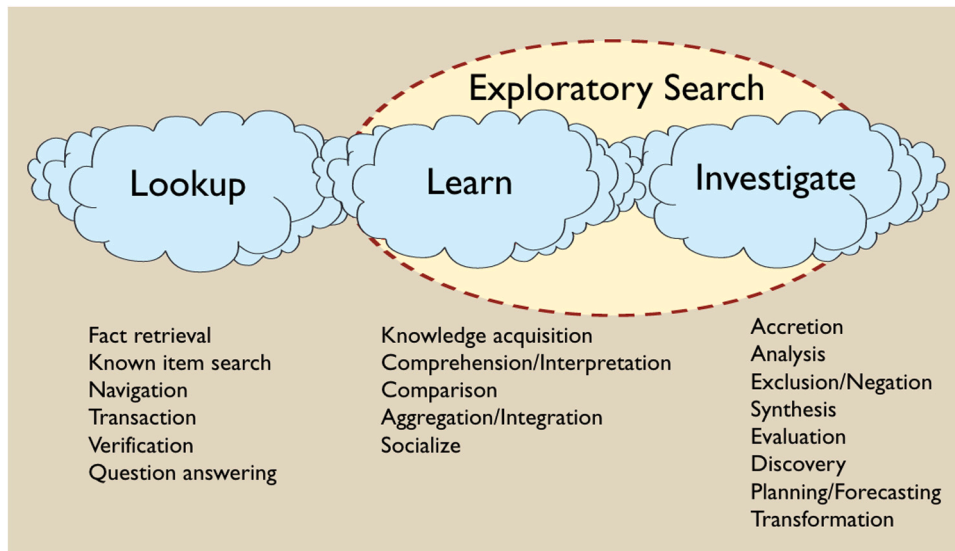 Exploratory Search
Lookup
Learn
Investigate
Fact retrieval
Known item search
Navigation
Transaction
Verification
Question answering
Knowledge acquisition
Comprehension/Interpretation
Comparison
Aggregation/Integration
Socialize
Accretion
Analysis
Exclusion/Negation
Synthesis
Evaluation
Discovery
Planning/Forecasting
Transformation